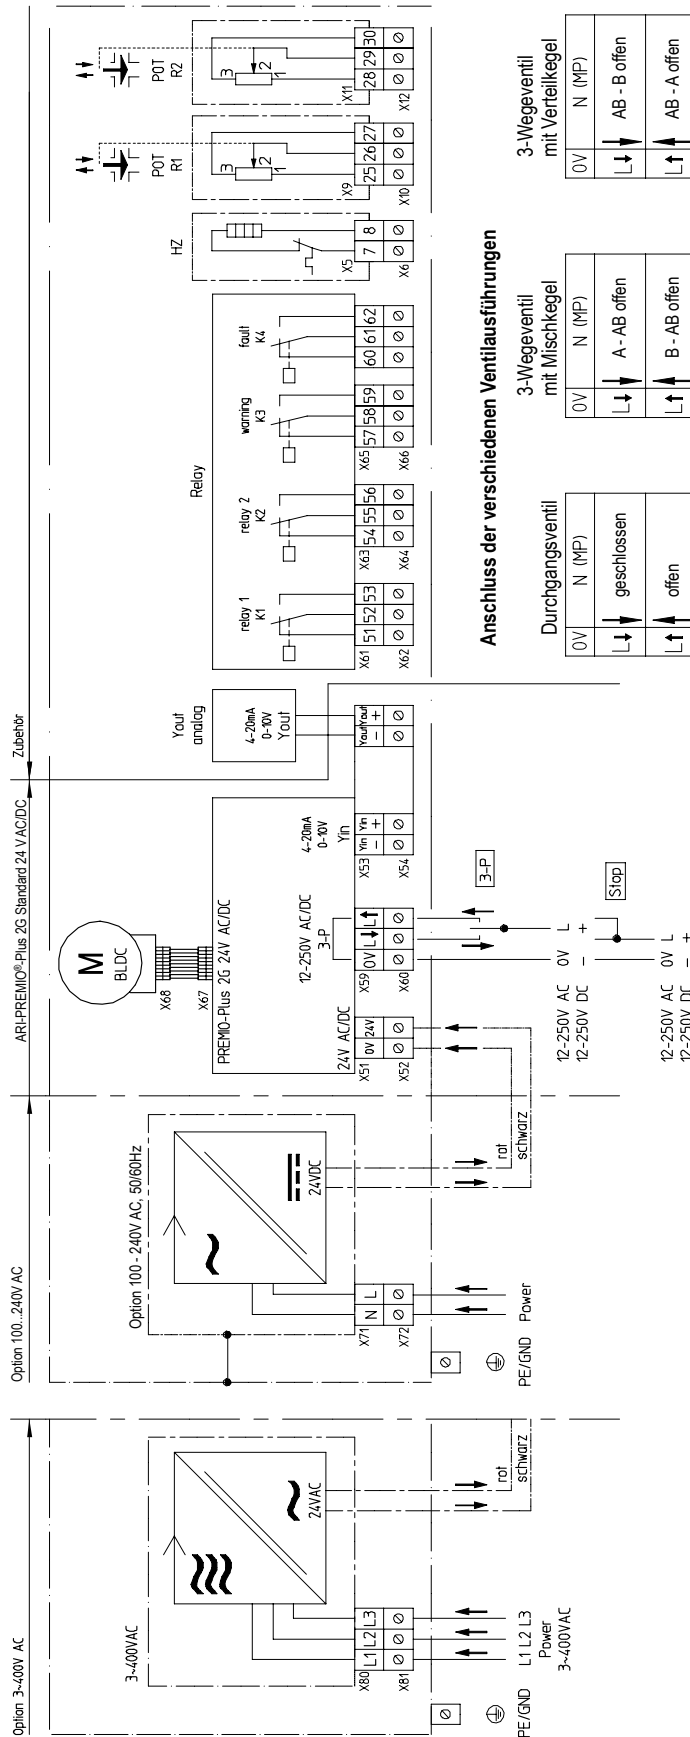 Option 3~400V AC
Option 100...240V AC
ARI-PREMIO®-Plus 2G Standard 24 V AC/DC
Zubehör
3~400VAC
24VAC
X80 L1 L2 L3
X81
rot
schwarz
PE/GND
L1 L2 L3
Power
3~400VAC
Option 100 - 240V AC, 50/60Hz
24VDC
X71 N L
X72
rot
schwarz
PE/GND
Power
M
BLDC
X68
X67
PREMIO-Plus 2G 24V AC/DC
24V AC/DC
X51 0V 24V
X52
12-250V AC/DC
3-P
X59 0V L L
X60
4-20mA
0-10V
Yin
X53 Yin Yin
- +
X54
3-P
12-250V AC 0V L
12-250V DC - +
Stop
12-250V AC 0V L
12-250V DC - +
Yout
analog
4-20mA
0-10V
Yout
Yout Yout
- +
Relay
relay 1
K1
X61 51 52 53
X62
relay 2
K2
X63 54 55 56
X64
warning
K3
X65 57 58 59
X66
fault
K4
60 61 62
HZ
X5 7 8
X6
POT
R1
3
2
1
X9 25 26 27
X10
POT
R2
3
2
1
X11 28 29 30
X12
Anschluss der verschiedenen Ventilausführungen
Durchgangsventil
0V N (MP)
L geschlossen
L offen
3-Wegeventil
mit Mischkegel
0V N (MP)
L A - AB offen
L B - AB offen
3-Wegeventil
mit Verteilkegel
0V N (MP)
L AB - B offen
L AB - A offen